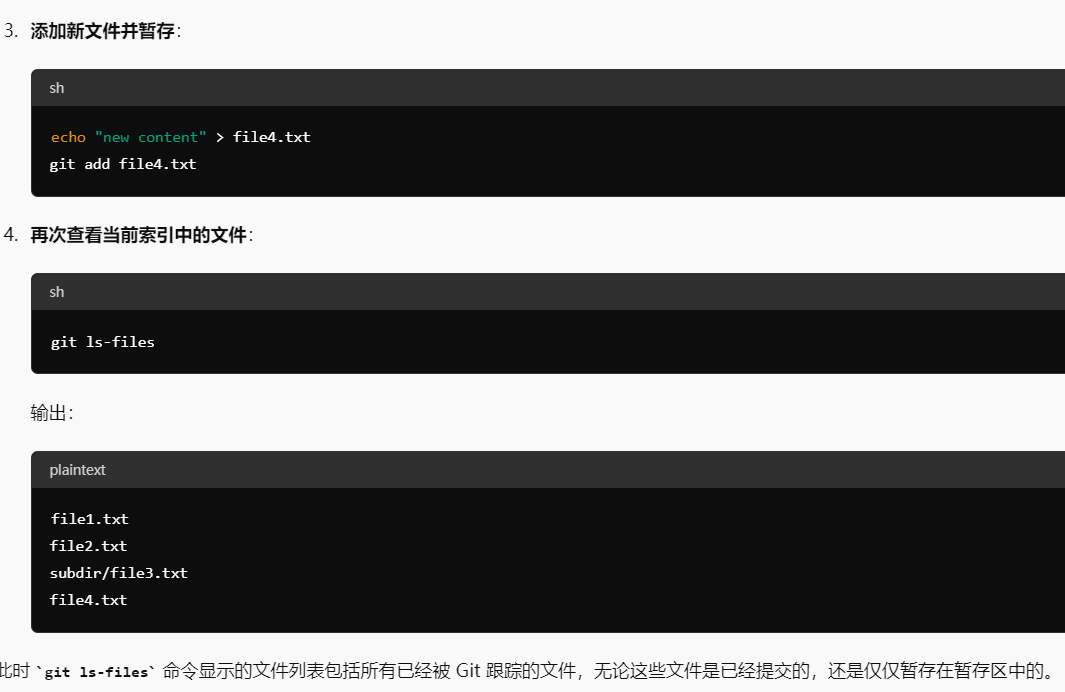 3. 添加新文件并暂存：
sh
echo "new content" > file4.txt
git add file4.txt
4. 再次查看当前索引中的文件：
sh
git ls-files
输出：
plaintext
file1.txt
file2.txt
subdir/file3.txt
file4.txt
此时 `git ls-files` 命令显示的文件列表包括所有已经被 Git 跟踪的文件，无论这些文件是已经提交的，还是仅仅暂存在暂存区中的。